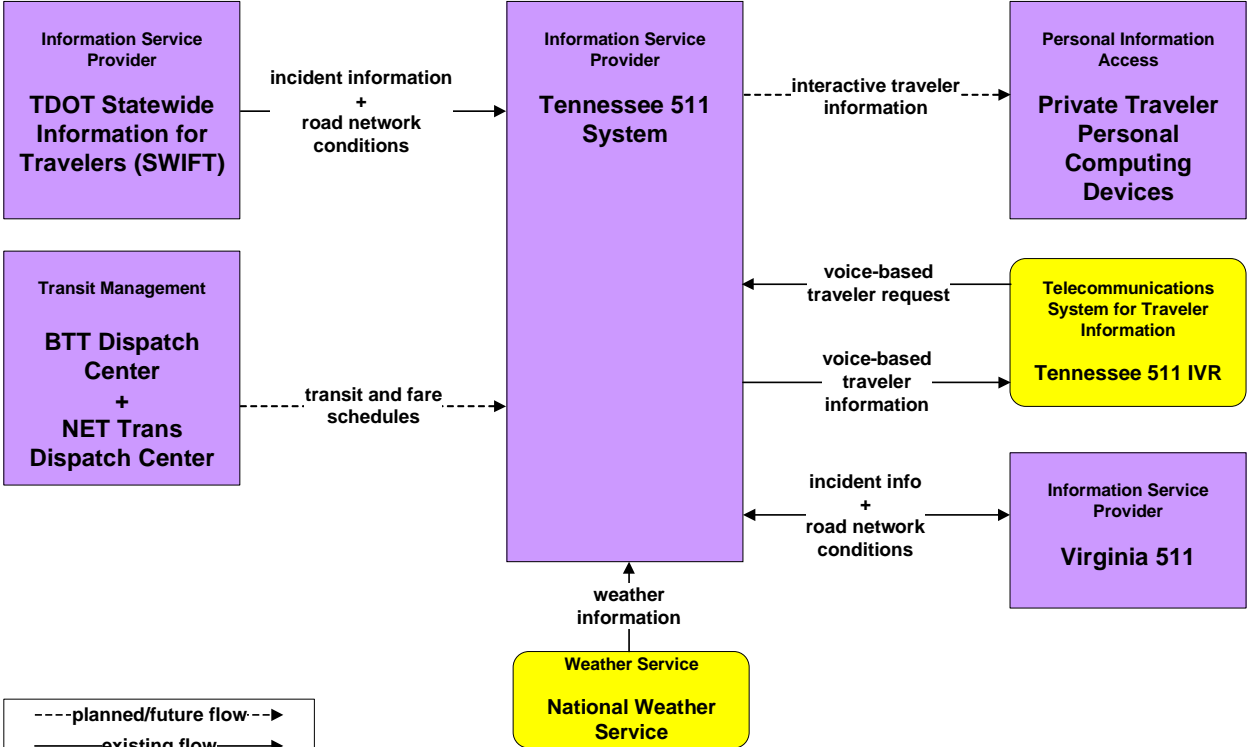 Information Service
Provider
TDOT Statewide
Information for
Travelers (SWIFT)
incident information
+
road network
conditions
Information Service
Provider
Tennessee 511
System
interactive traveler
information
Personal Information
Access
Private Traveler
Personal
Computing
Devices
Transit Management
BTT Dispatch
Center
+
NET Trans
Dispatch Center
transit and fare
schedules
voice-based
traveler request
voice-based
traveler
information
Telecommunications
System for Traveler
Information
Tennessee 511 IVR
incident info
+
road network
conditions
Information Service
Provider
Virginia 511
weather
information
Weather Service
National Weather
Service
planned/future flow
existing flow